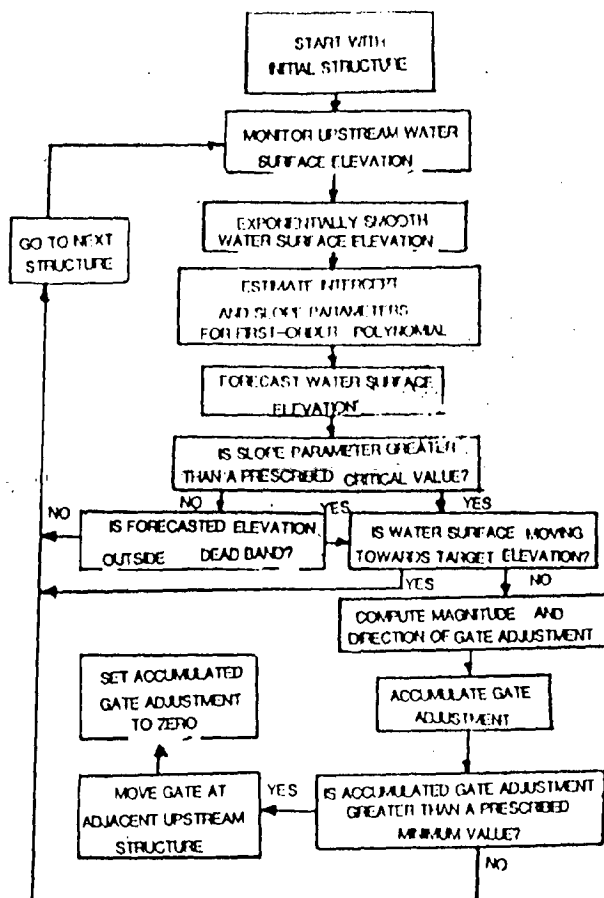 START WITH
INITIAL STRUCTURE
MONITOR UPSTREAM WATER
SURFACE ELEVATION
EXPONENTIALLY SMOOTH
WATER SURFACE ELEVATION
GO TO NEXT
STRUCTURE
ESTIMATE INTERCEPT
AND SLOPE PARAMETERS
FOR FIRST-ORDER POLYNOMIAL
FORECAST WATER SURFACE
ELEVATION
IS SLOPE PARAMETER GREATER
THAN A PRESCRIBED CRITICAL VALUE?
NO
YES
NO
IS FORECASTED ELEVATION
OUTSIDE DEAD BAND?
YES
IS WATER SURFACE MOVING
TOWARDS TARGET ELEVATION?
YES
NO
COMPUTE MAGNITUDE AND
DIRECTION OF GATE ADJUSTMENT
SET ACCUMULATED
GATE ADJUSTMENT
TO ZERO
ACCUMULATE GATE
ADJUSTMENT
MOVE GATE AT
ADJACENT UPSTREAM
STRUCTURE
YES
IS ACCUMULATED GATE ADJUSTMENT
GREATER THAN A PRESCRIBED
MINIMUM VALUE?
NO